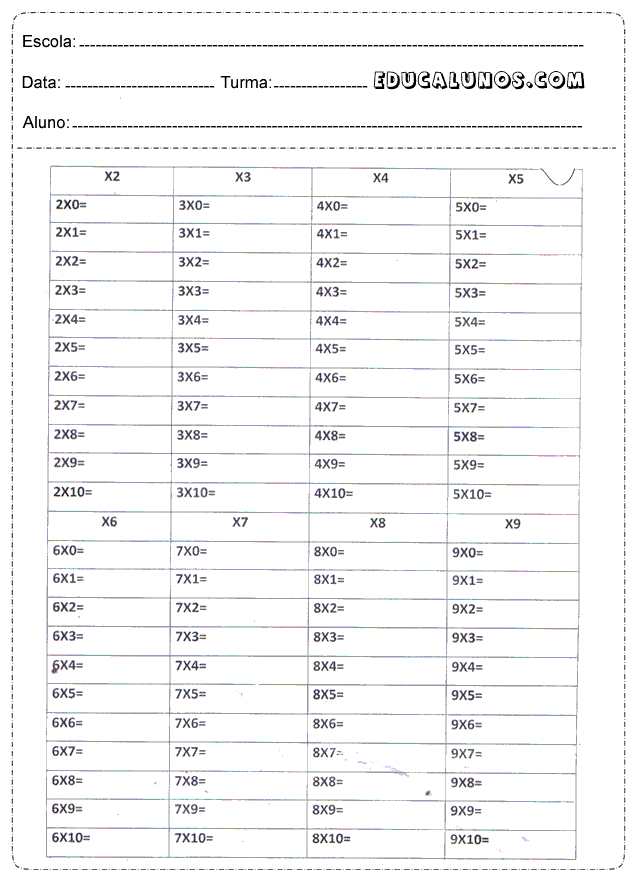 Escola:
Data: Turma: EDUCALUNOS.COM
Aluno:
X2 X3 X4 X5
2X0= 3X0= 4X0= 5X0=
2X1= 3X1= 4X1= 5X1=
2X2= 3X2= 4X2= 5X2=
2X3= 3X3= 4X3= 5X3=
2X4= 3X4= 4X4= 5X4=
2X5= 3X5= 4X5= 5X5=
2X6= 3X6= 4X6= 5X6=
2X7= 3X7= 4X7= 5X7=
2X8= 3X8= 4X8= 5X8=
2X9= 3X9= 4X9= 5X9=
2X10= 3X10= 4X10= 5X10=
X6 X7 X8 X9
6X0= 7X0= 8X0= 9X0=
6X1= 7X1= 8X1= 9X1=
6X2= 7X2= 8X2= 9X2=
6X3= 7X3= 8X3= 9X3=
6X4= 7X4= 8X4= 9X4=
6X5= 7X5= 8X5= 9X5=
6X6= 7X6= 8X6= 9X6=
6X7= 7X7= 8X7= 9X7=
6X8= 7X8= 8X8= 9X8=
6X9= 7X9= 8X9= 9X9=
6X10= 7X10= 8X10= 9X10=